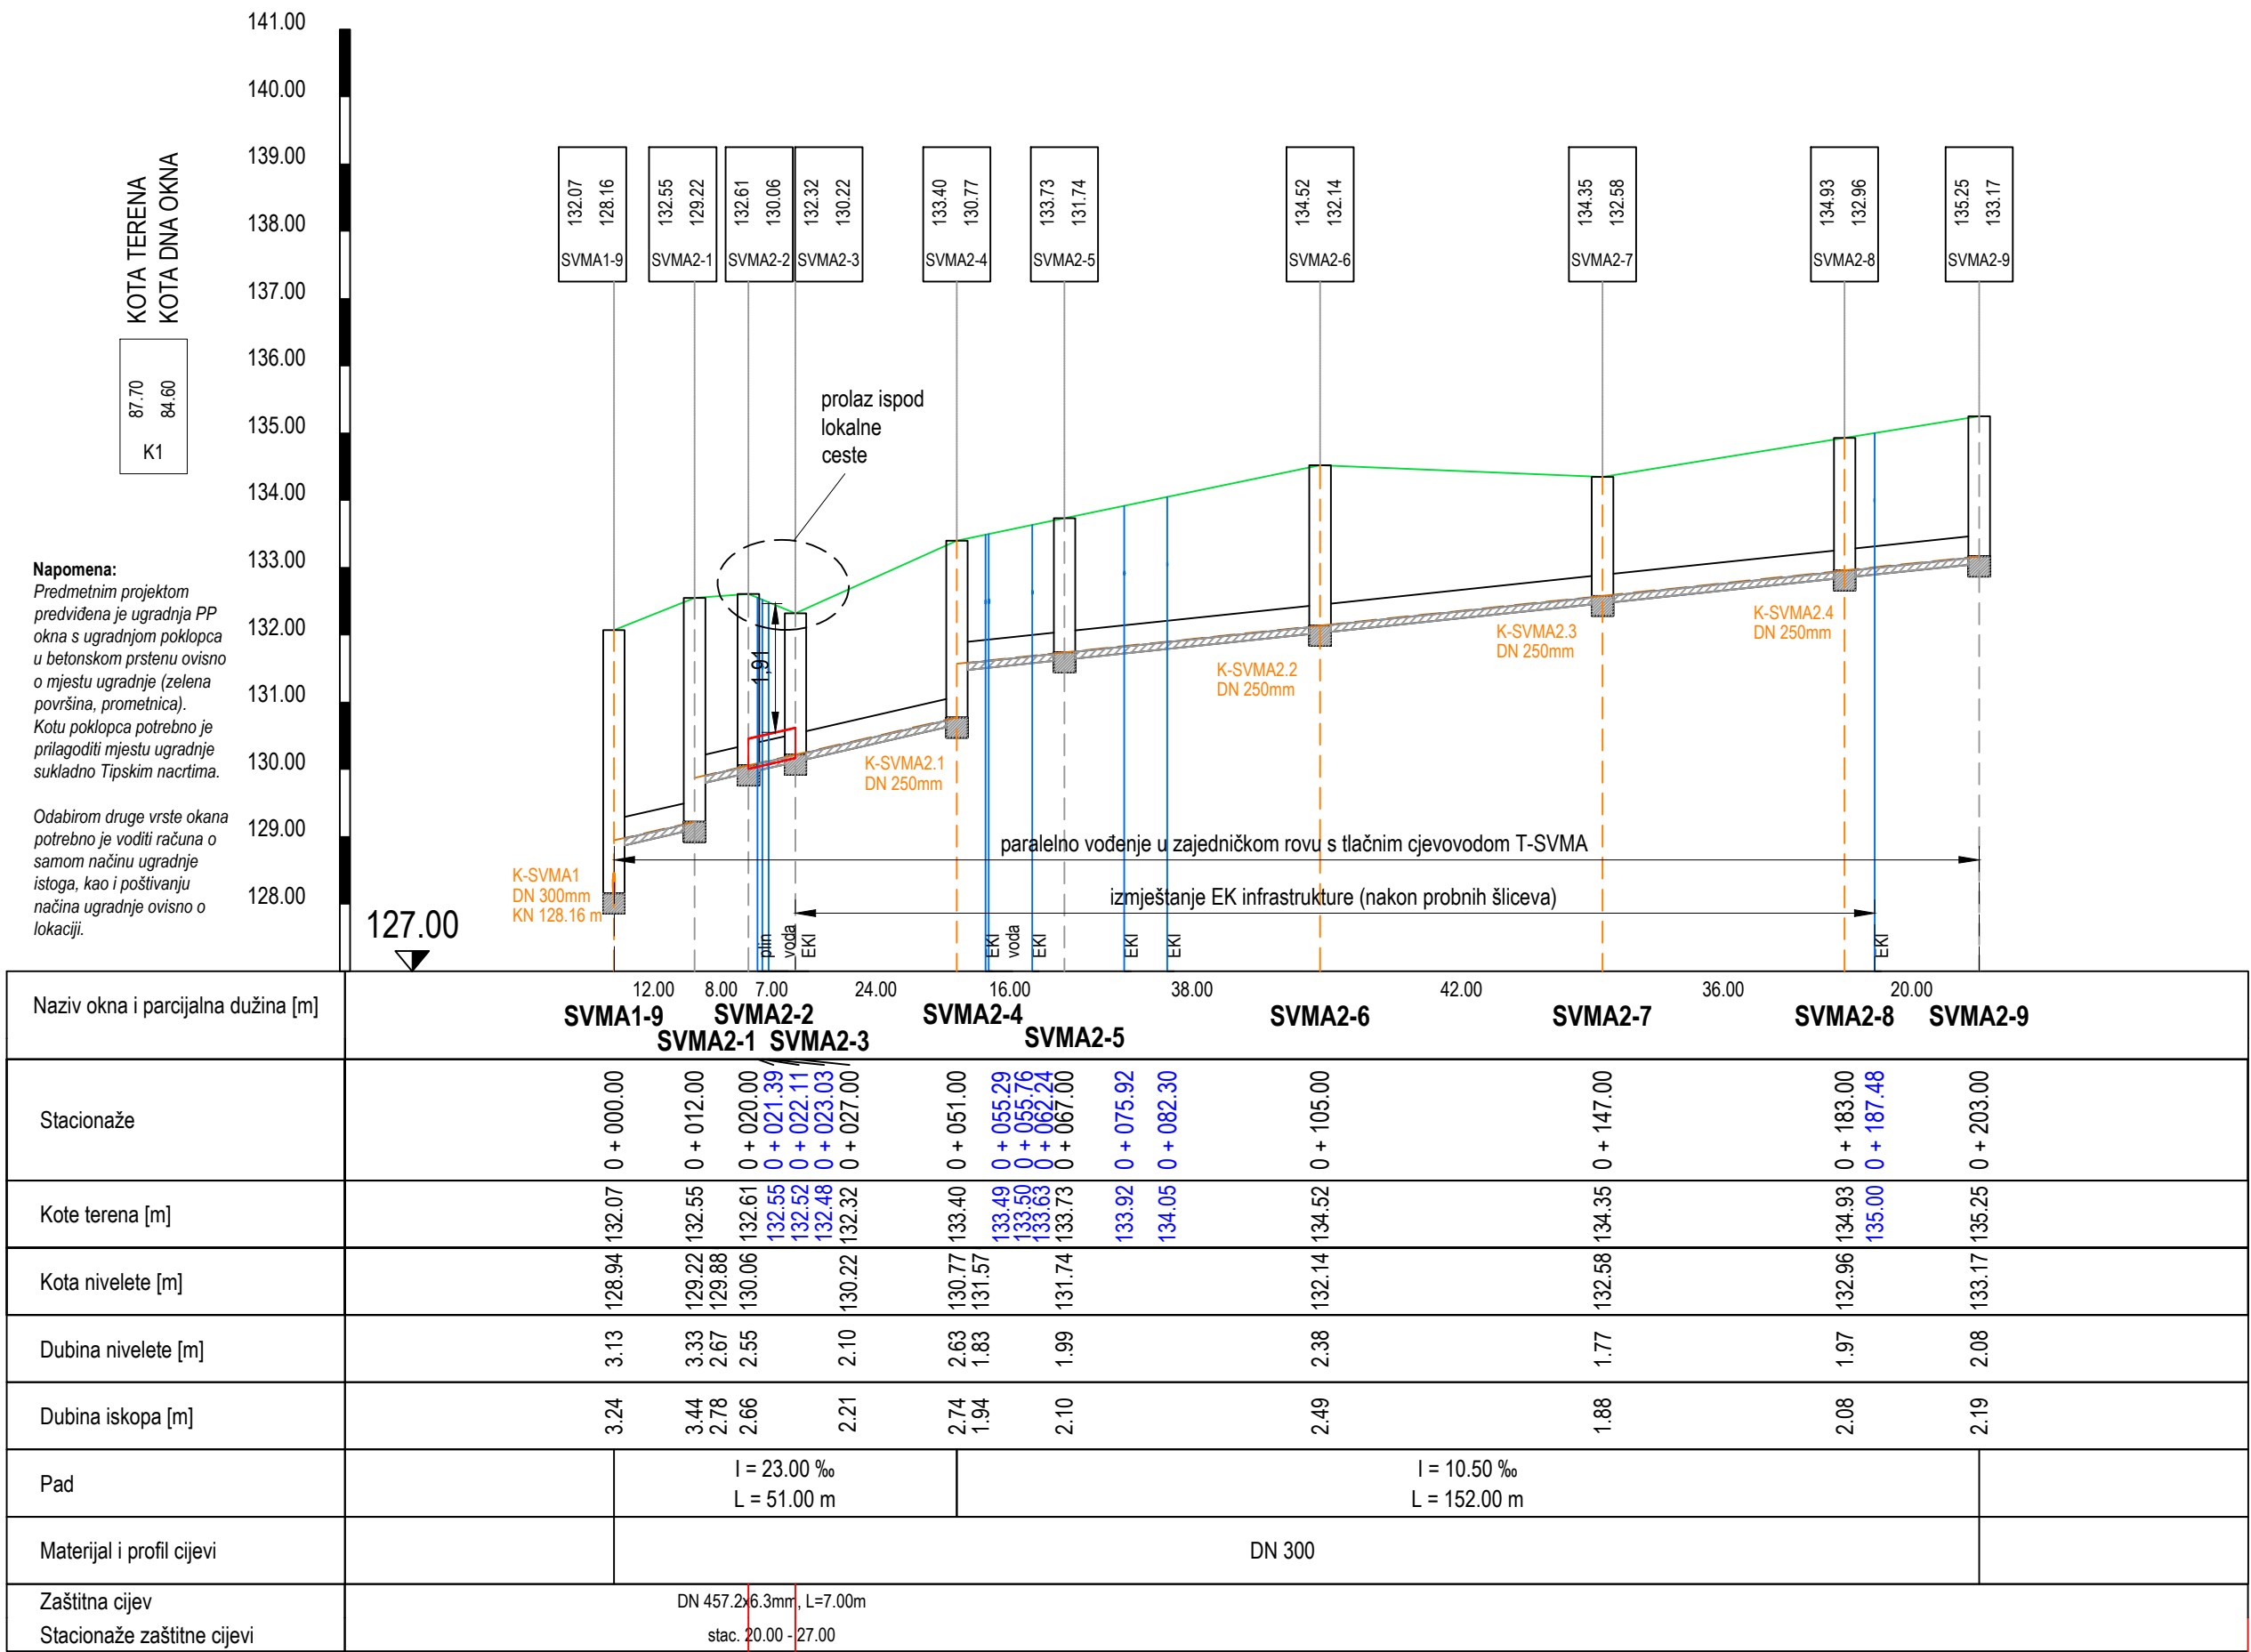 141.00
140.00
139.00
138.00
137.00
136.00
135.00
134.00
133.00
132.00
131.00
130.00
129.00
128.00
127.00
KOTA TERENA
KOTA DNA OKNA
87.70
84.60
K1
Napomena:
Predmetnim projektom
predviđena je ugradnja PP
okna s ugradnjom poklopca
u betonskom prstenu ovisno
o mjestu ugradnje (zelena
površina, prometnica).
Kotu poklopca potrebno je
prilagoditi mjestu ugradnje
sukladno Tipskim nacrtima.
Odabirom druge vrste okana
potrebno je voditi računa o
samom načinu ugradnje
istoga, kao i poštivanju
načina ugradnje ovisno o
lokaciji.
132.07
128.16
SVMA1-9
132.55
129.22
SVMA2-1
132.61
130.06
SVMA2-2
132.32
130.22
SVMA2-3
133.40
130.77
SVMA2-4
133.73
131.74
SVMA2-5
134.52
132.14
SVMA2-6
134.35
132.58
SVMA2-7
134.93
132.96
SVMA2-8
135.25
133.17
SVMA2-9
prolaz ispod
lokalne
ceste
1,91
K-SVMA1
DN 300mm
KN 128.16 m
K-SVMA2.1
DN 250mm
K-SVMA2.2
DN 250mm
K-SVMA2.3
DN 250mm
K-SVMA2.4
DN 250mm
paralelno vođenje u zajedničkom rovu s tlačnim cjevovodom T-SVMA
izmještanje EK infrastrukture (nakon probnih šliceva)
plin
voda
EKI
EKI
voda
EKI
EKI
EKI
EKI
Naziv okna i parcijalna dužina [m]
12.00 8.00 7.00 24.00 16.00 38.00 42.00 36.00 20.00
SVMA1-9 SVMA2-2 SVMA2-4 SVMA2-6 SVMA2-7 SVMA2-8 SVMA2-9
SVMA2-1 SVMA2-3 SVMA2-5
Stacionaže
0 + 000.00
0 + 012.00
0 + 020.00
0 + 021.39
0 + 022.11
0 + 023.03
0 + 027.00
0 + 051.00
0 + 055.29
0 + 055.76
0 + 062.24
0 + 067.00
0 + 075.92
0 + 082.30
0 + 105.00
0 + 147.00
0 + 183.00
0 + 187.48
0 + 203.00
Kote terena [m]
132.07
132.55
132.61
132.55
132.52
132.48
132.32
133.40
133.49
133.50
133.63
133.73
133.92
134.05
134.52
134.35
134.93
135.00
135.25
Kota nivelete [m]
128.94
129.22
129.88
130.06
130.22
130.77
131.57
131.74
132.14
132.58
132.96
133.17
Dubina nivelete [m]
3.13
3.33
2.67
2.55
2.10
2.63
1.83
1.99
2.38
1.77
1.97
2.08
Dubina iskopa [m]
3.24
3.44
2.78
2.66
2.21
2.74
1.94
2.10
2.49
1.88
2.08
2.19
Pad
I = 23.00 ‰
L = 51.00 m
I = 10.50 ‰
L = 152.00 m
Materijal i profil cijevi
DN 300
Zaštitna cijev
DN 457.2x6.3mm, L=7.00m
Stacionaže zaštitne cijevi
stac. 20.00 - 27.00